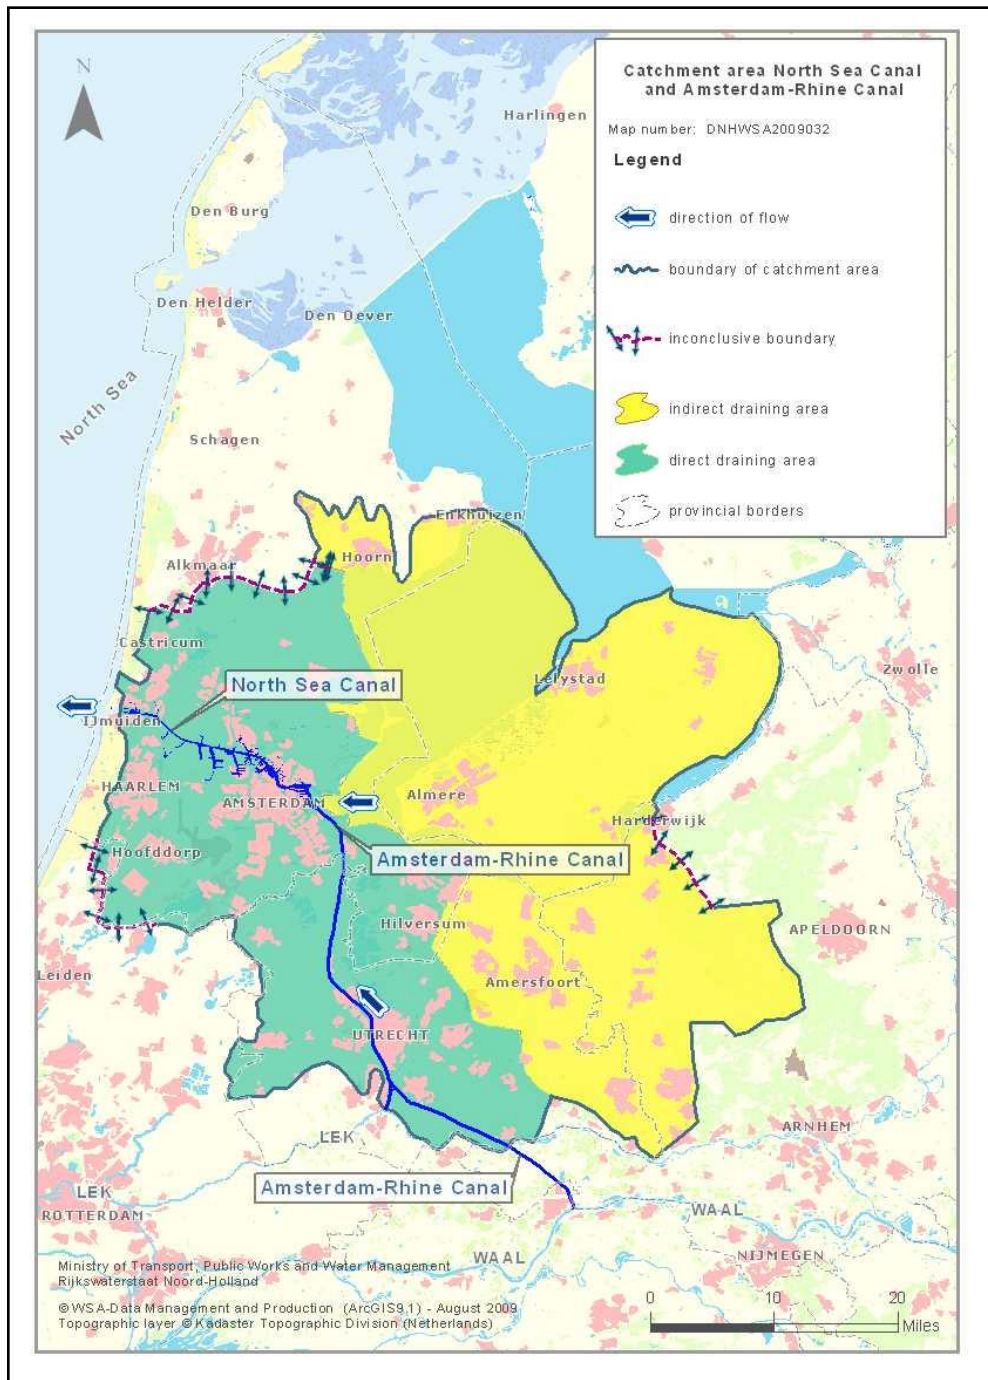 Catchment area North Sea Canal
and Amsterdam-Rhine Canal
Map number: DNHWSA2009032
Legend
direction of flow
boundary of catchment area
inconclusive boundary
indirect draining area
direct draining area
provincial borders
N
Harlingen
Den Burg
Den Helder
Den Oever
North Sea
Schagen
Enkhuizen
Hoorn
Alkmaar
Castricum
Zwolle
Lelystad
North Sea Canal
IJmuiden
HAARLEM
AMSTERDAM
Almere
Harderwijk
Hoofddorp
Amsterdam-Rhine Canal
Hilversum
APELDOORN
Leiden
Amersfoort
UTRECHT
ARNHEM
LEK
Amsterdam-Rhine Canal
LEK
ROTTERDAM
WAAL
WAAL
NIJMEGEN
Ministry of Transport, Public Works and Water Management
Rijkswaterstaat Noord-Holland
©WSA-Data Management and Production (ArcGIS9.1) - August 2009
Topographic layer © Kadaster Topographic Division (Netherlands)
0 10 20
Miles